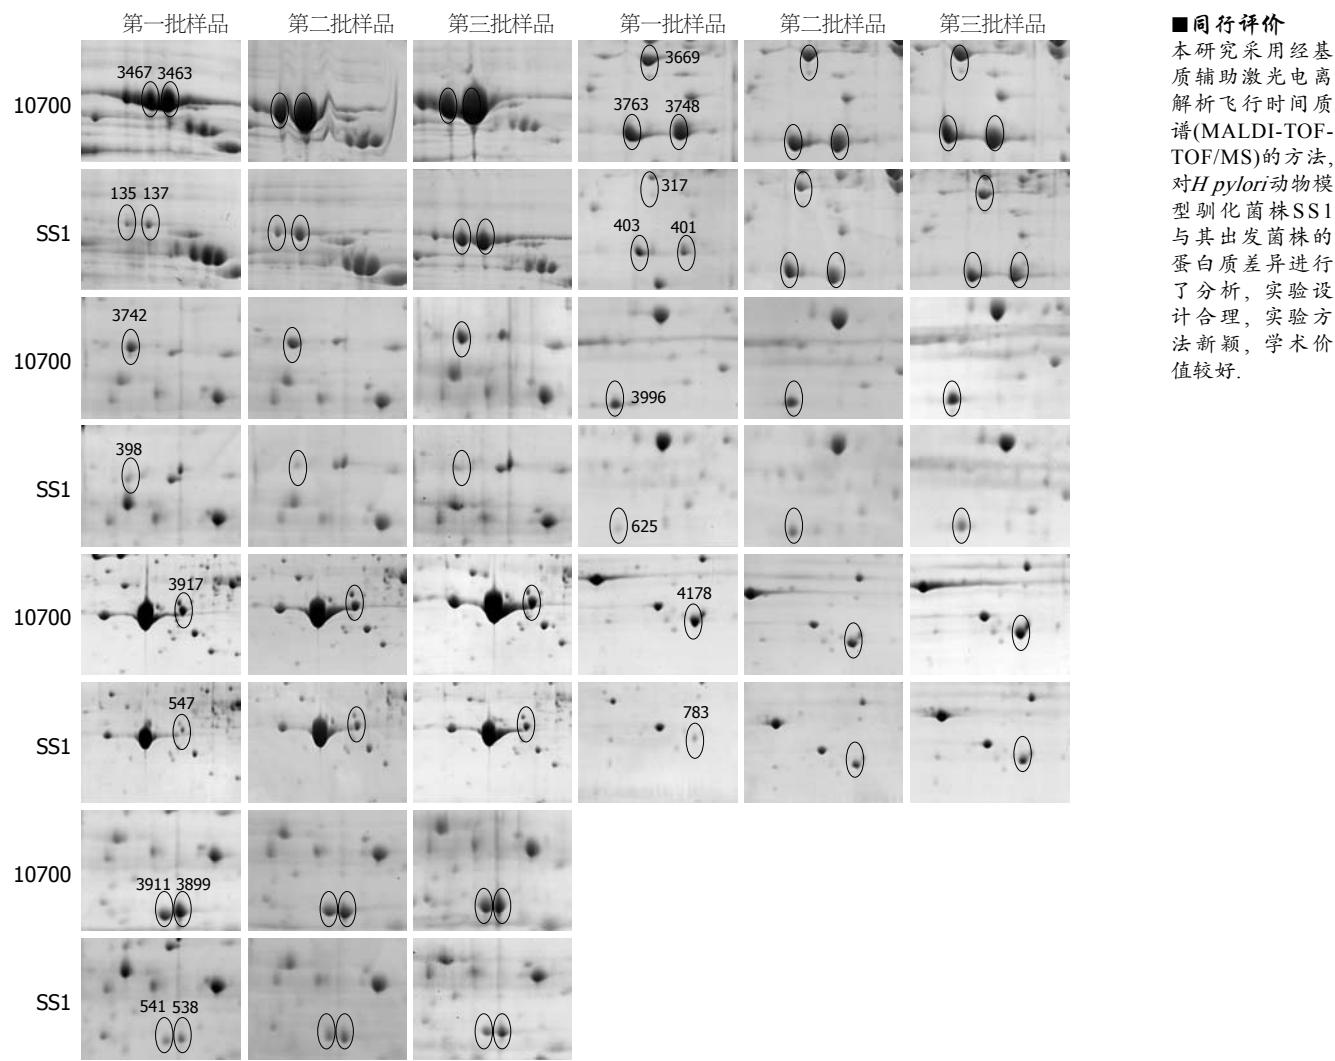 第一批样品 第二批样品 第三批样品 第一批样品 第二批样品 第三批样品
10700
3467 3463
3669
3763 3748
SS1
135 137
317
403 401
10700
3742
3996
SS1
398
625
10700
3917
4178
SS1
547
783
10700
3911 3899
SS1
541 538
■同行评价
本研究采用经基
质辅助激光电离
解析飞行时间质
谱(MALDI-TOF-
TOF/MS)的方法,
对H pylori动物模
型驯化菌株SS1
与其出发菌株的
蛋白质差异进行
了分析, 实验设
计合理, 实验方
法新颖, 学术价
值较好.